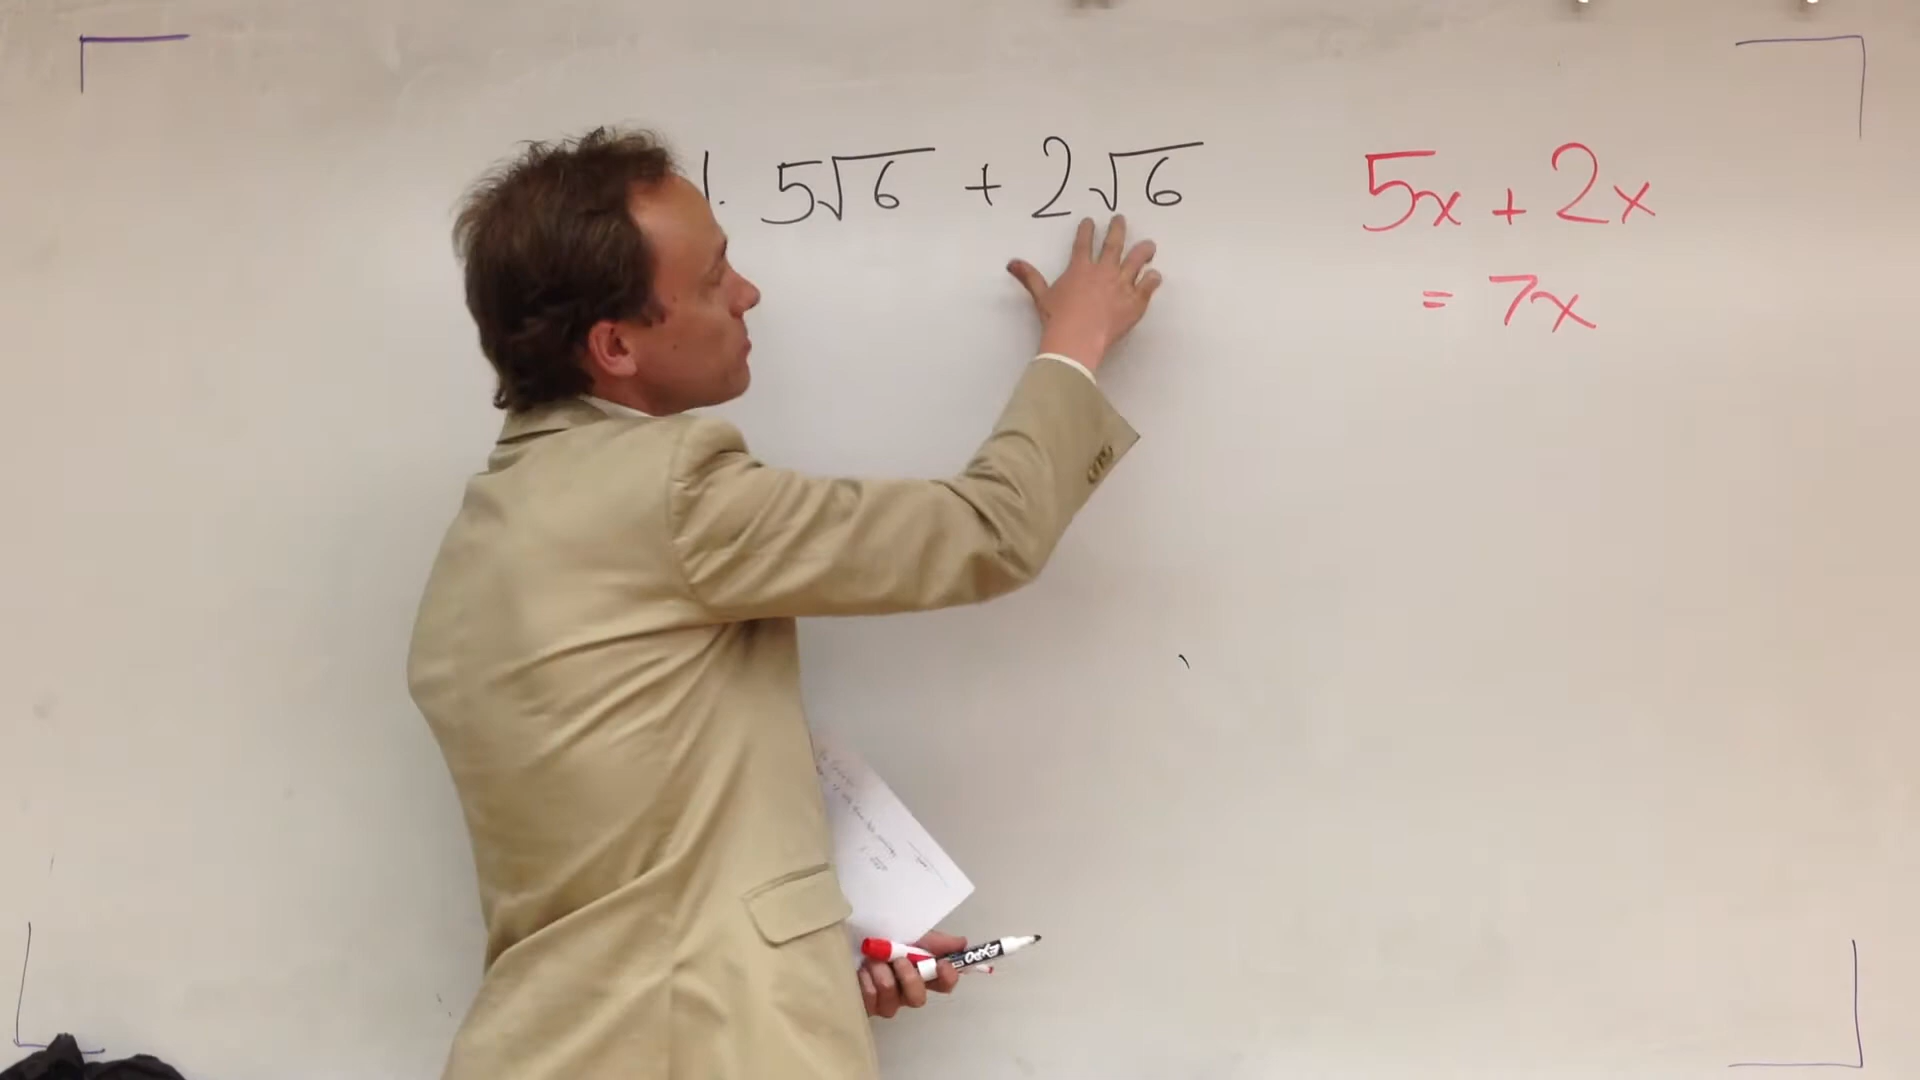 1. 5√6 + 2√6
5x + 2x
= 7x
EXPO